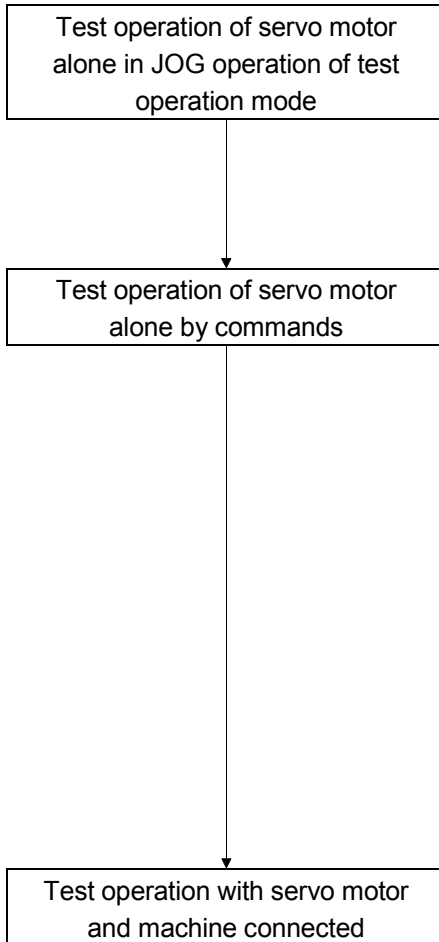 Test operation of servo motor
alone in JOG operation of test
operation mode
Test operation of servo motor
alone by commands
Test operation with servo motor
and machine connected